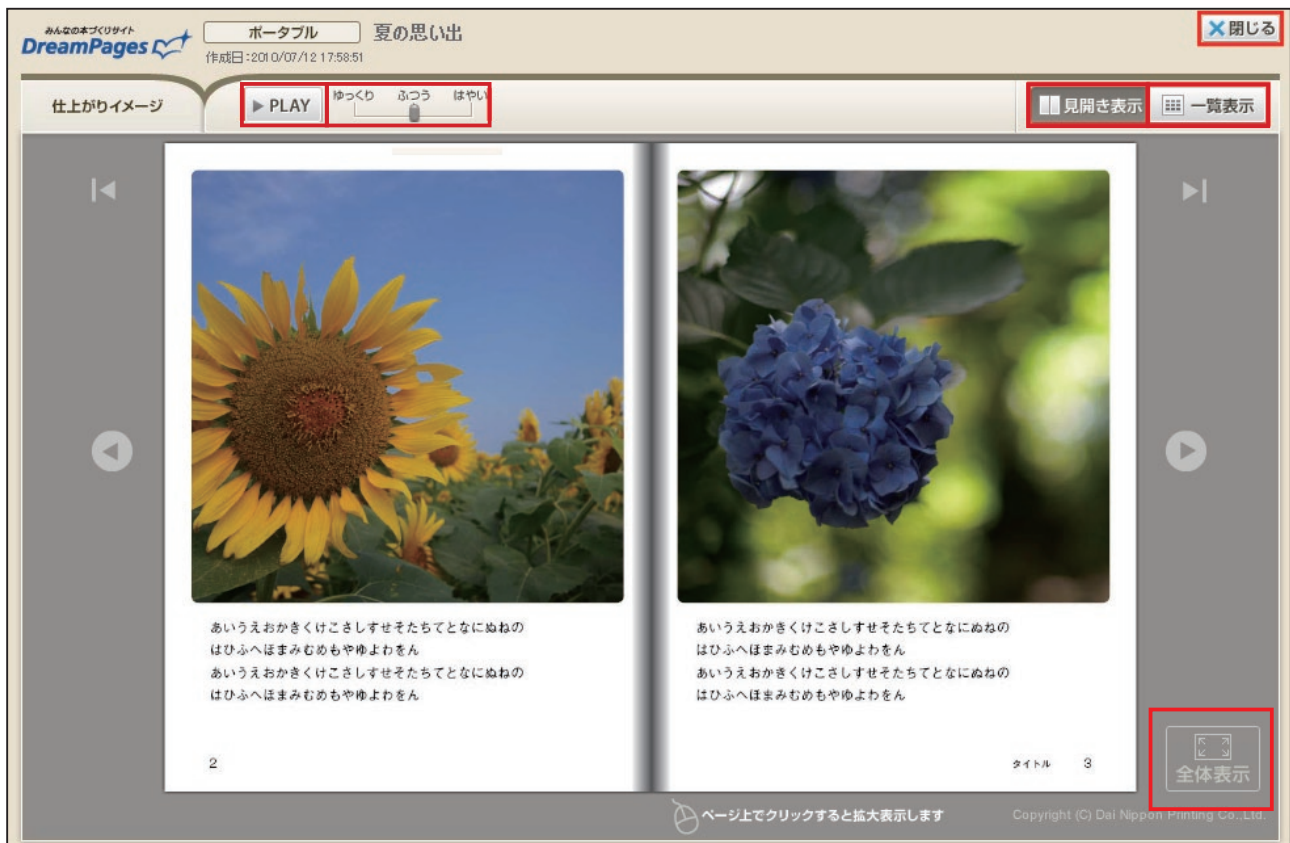 みんなの本づくりサイト
DreamPages
ポータブル 夏の思い出
作成日:2010/07/12 17:58:51
×閉じる
仕上がりイメージ
PLAY
ゆっくり ふつう はやい
見開き表示
一覧表示
あいうえおかきくけこさしすせそたちてとなにぬねの
はひふへほまみむめもやゆよわをん
あいうえおかきくけこさしすせそたちてとなにぬねの
はひふへほまみむめもやゆよわをん
2
あいうえおかきくけこさしすせそたちてとなにぬねの
はひふへほまみむめもやゆよわをん
あいうえおかきくけこさしすせそたちてとなにぬねの
はひふへほまみむめもやゆよわをん
タイトル 3
全体表示
ページ上でクリックすると拡大表示します
Copyright (C) Dai Nippon Printing Co.,Ltd.